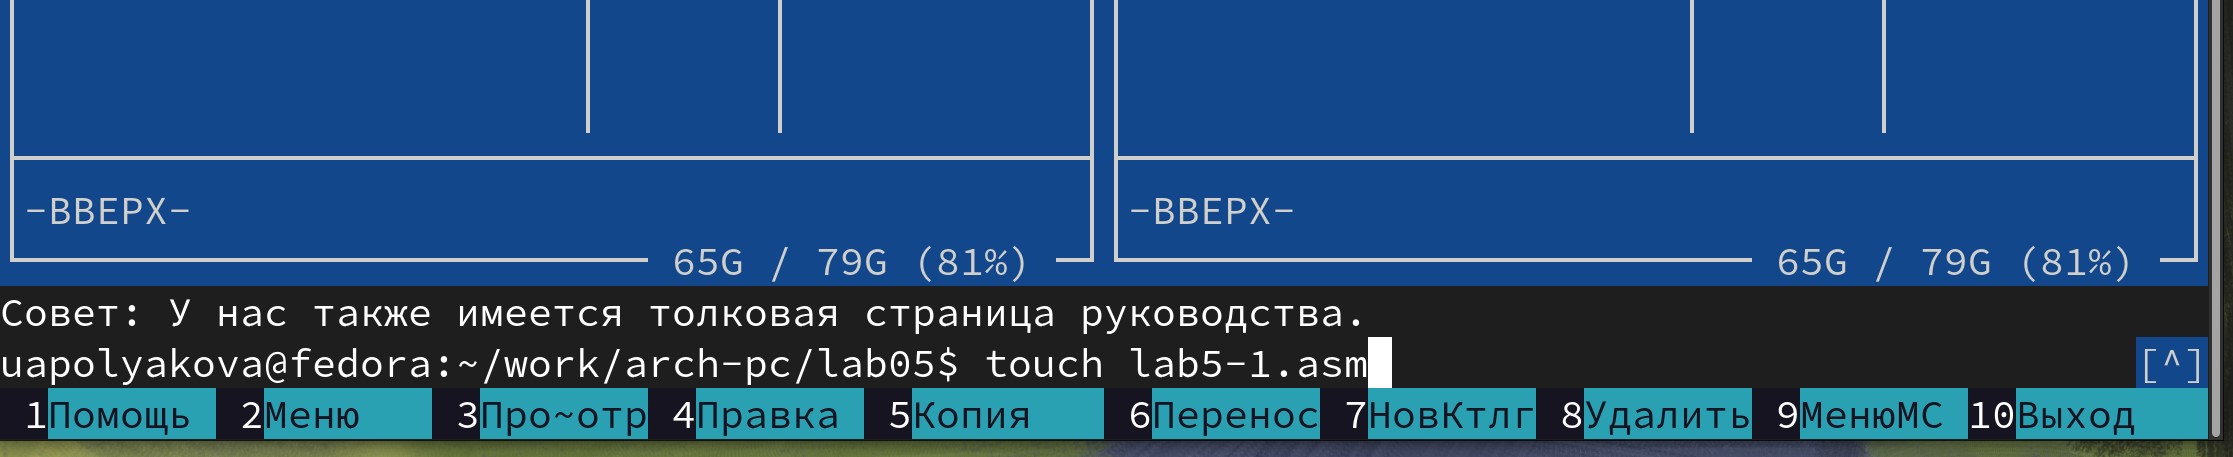 -ВВЕРХ- -ВВЕРХ-
65G / 79G (81%) 65G / 79G (81%)
Совет: У нас также имеется толковая страница руководства.
uapolyakova@fedora:~/work/arch-pc/lab05$ touch lab5-1.asm [^]
1Помощь 2Меню 3Про~отр 4Правка 5Копия 6Перенос 7НовКтлг 8Удалить 9МенюМС 10Выход